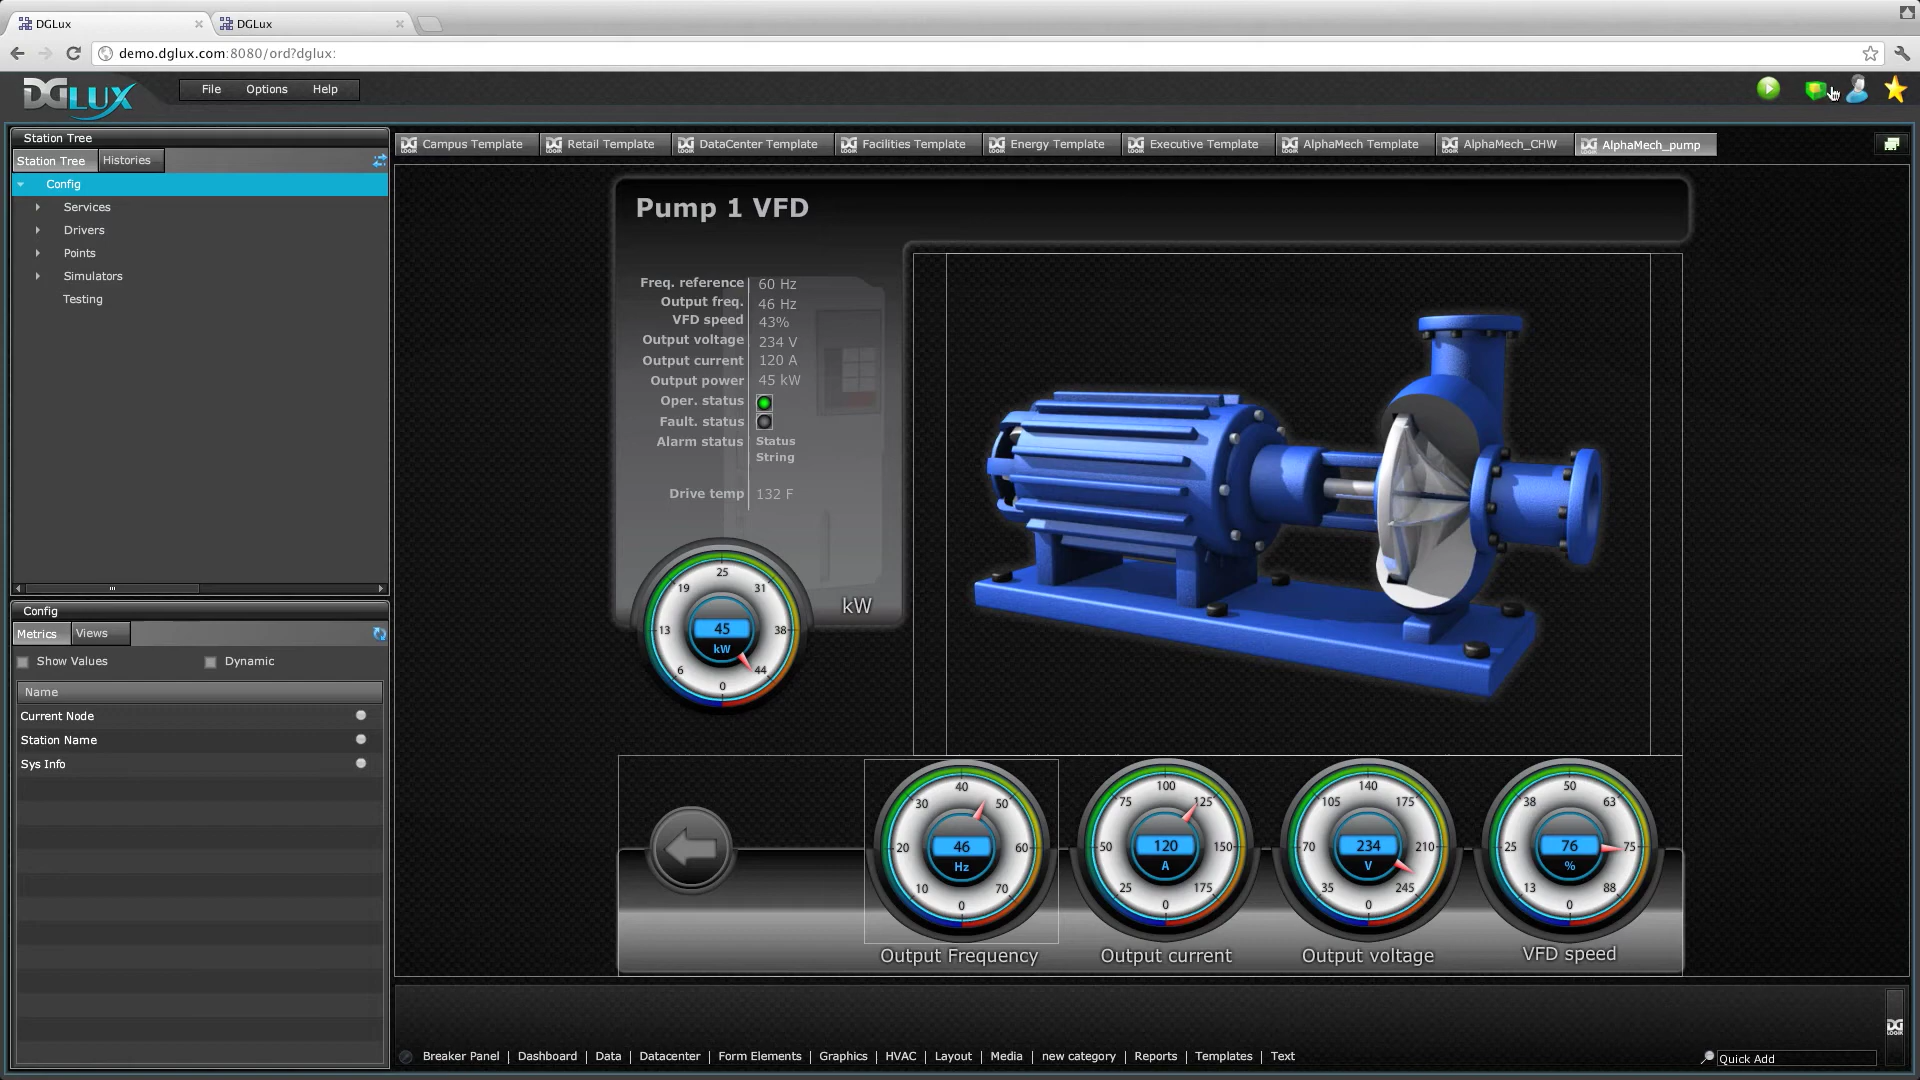 DGLux
DGLux
demo.dglux.com:8080/ord?dglux:
DGLUX
File
Options
Help
Station Tree
Station Tree
Histories
Config
Services
Drivers
Points
Simulators
Testing
Config
Metrics
Views
Show Values
Dynamic
Name
Current Node
Station Name
Sys Info
Campus Template
Retail Template
DataCenter Template
Facilities Template
Energy Template
Executive Template
AlphaMech Template
AlphaMech_CHW
AlphaMech_pump
Pump 1 VFD
Freq. reference 60 Hz
Output freq. 46 Hz
VFD speed 43%
Output voltage 234 V
Output current 120 A
Output power 45 kW
Oper. status
Fault. status
Alarm status Status
String
Drive temp 132 F
25
19 31
13 45 38
kW
6 44
0
kW
40
30 50
20 46 60
Hz
10 70
0
Output Frequency
100
75 125
50 120 150
A
25 175
0
Output current
140
105 175
70 234 210
V
35 245
0
Output voltage
50
38 63
25 76 75
%
13 88
0
VFD speed
Breaker Panel | Dashboard | Data | Datacenter | Form Elements | Graphics | HVAC | Layout | Media | new category | Reports | Templates | Text
Quick Add